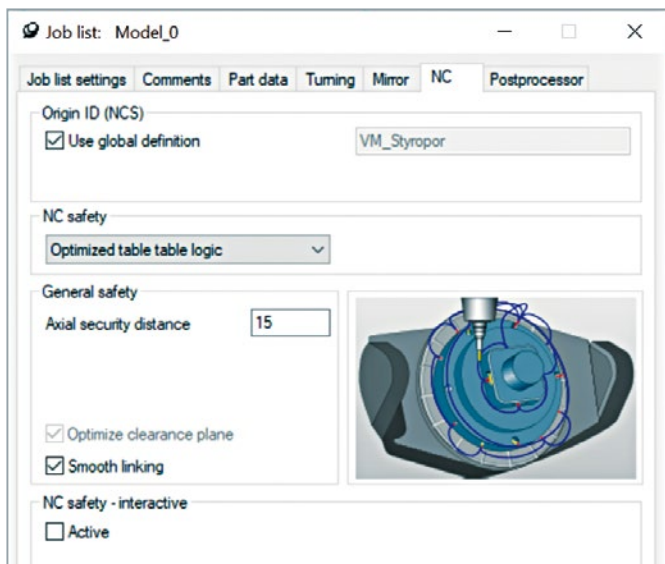 Job list: Model_0
Job list settings Comments Part data Turning Mirror NC Postprocessor
Origin ID (NCS)
Use global definition VM_Styropor
NC safety
Optimized table table logic
General safety
Axial security distance 15
Optimize clearance plane
Smooth linking
NC safety - interactive
Active